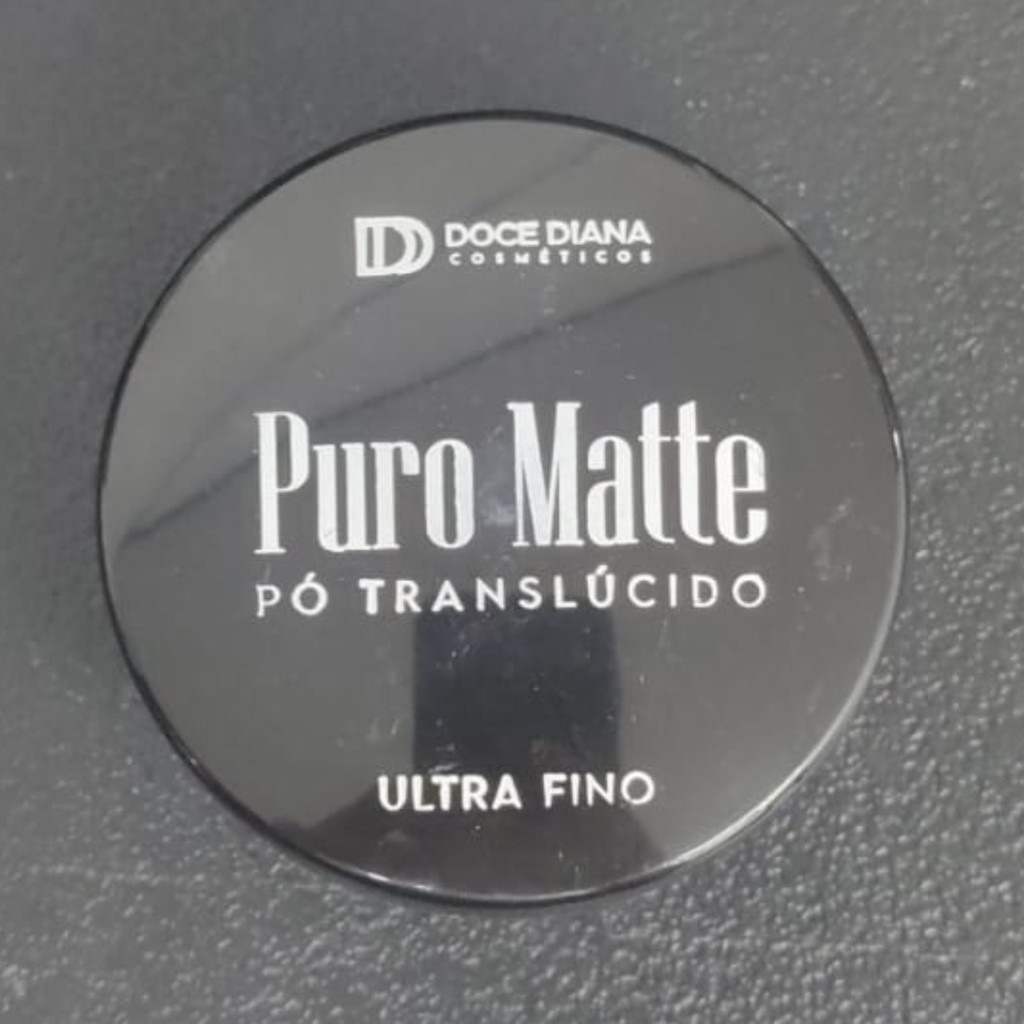 DD DOCE DIANA
COSMÉTICOS
Puro Matte
PÓ TRANSLÚCIDO
ULTRA FINO